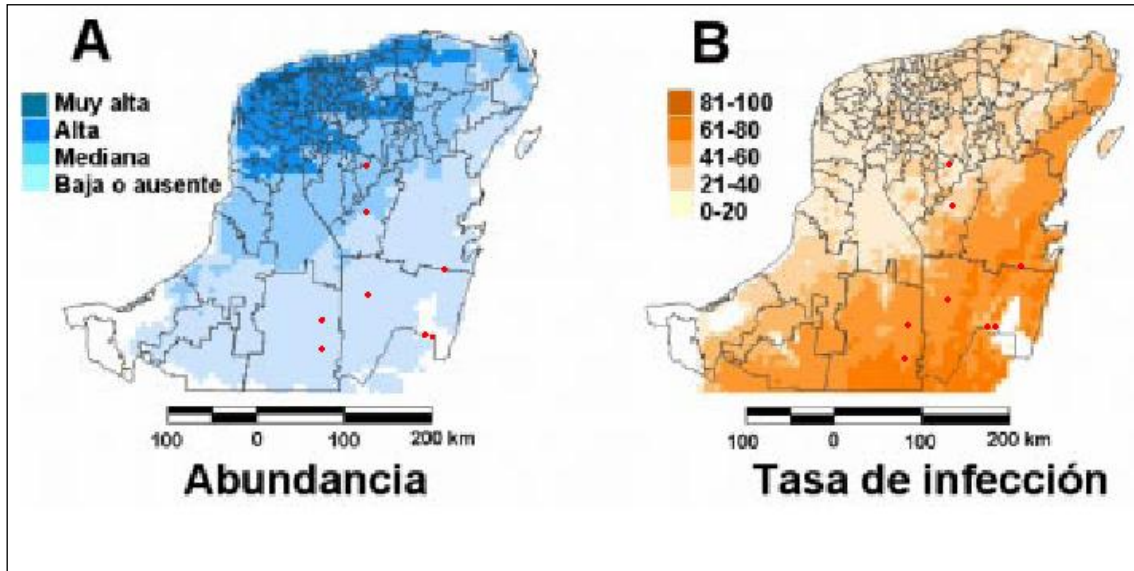 A
Muy alta
Alta
Mediana
Baja o ausente
100 0 100 200 km
Abundancia
B
81-100
61-80
41-60
21-40
0-20
100 0 100 200 km
Tasa de infección